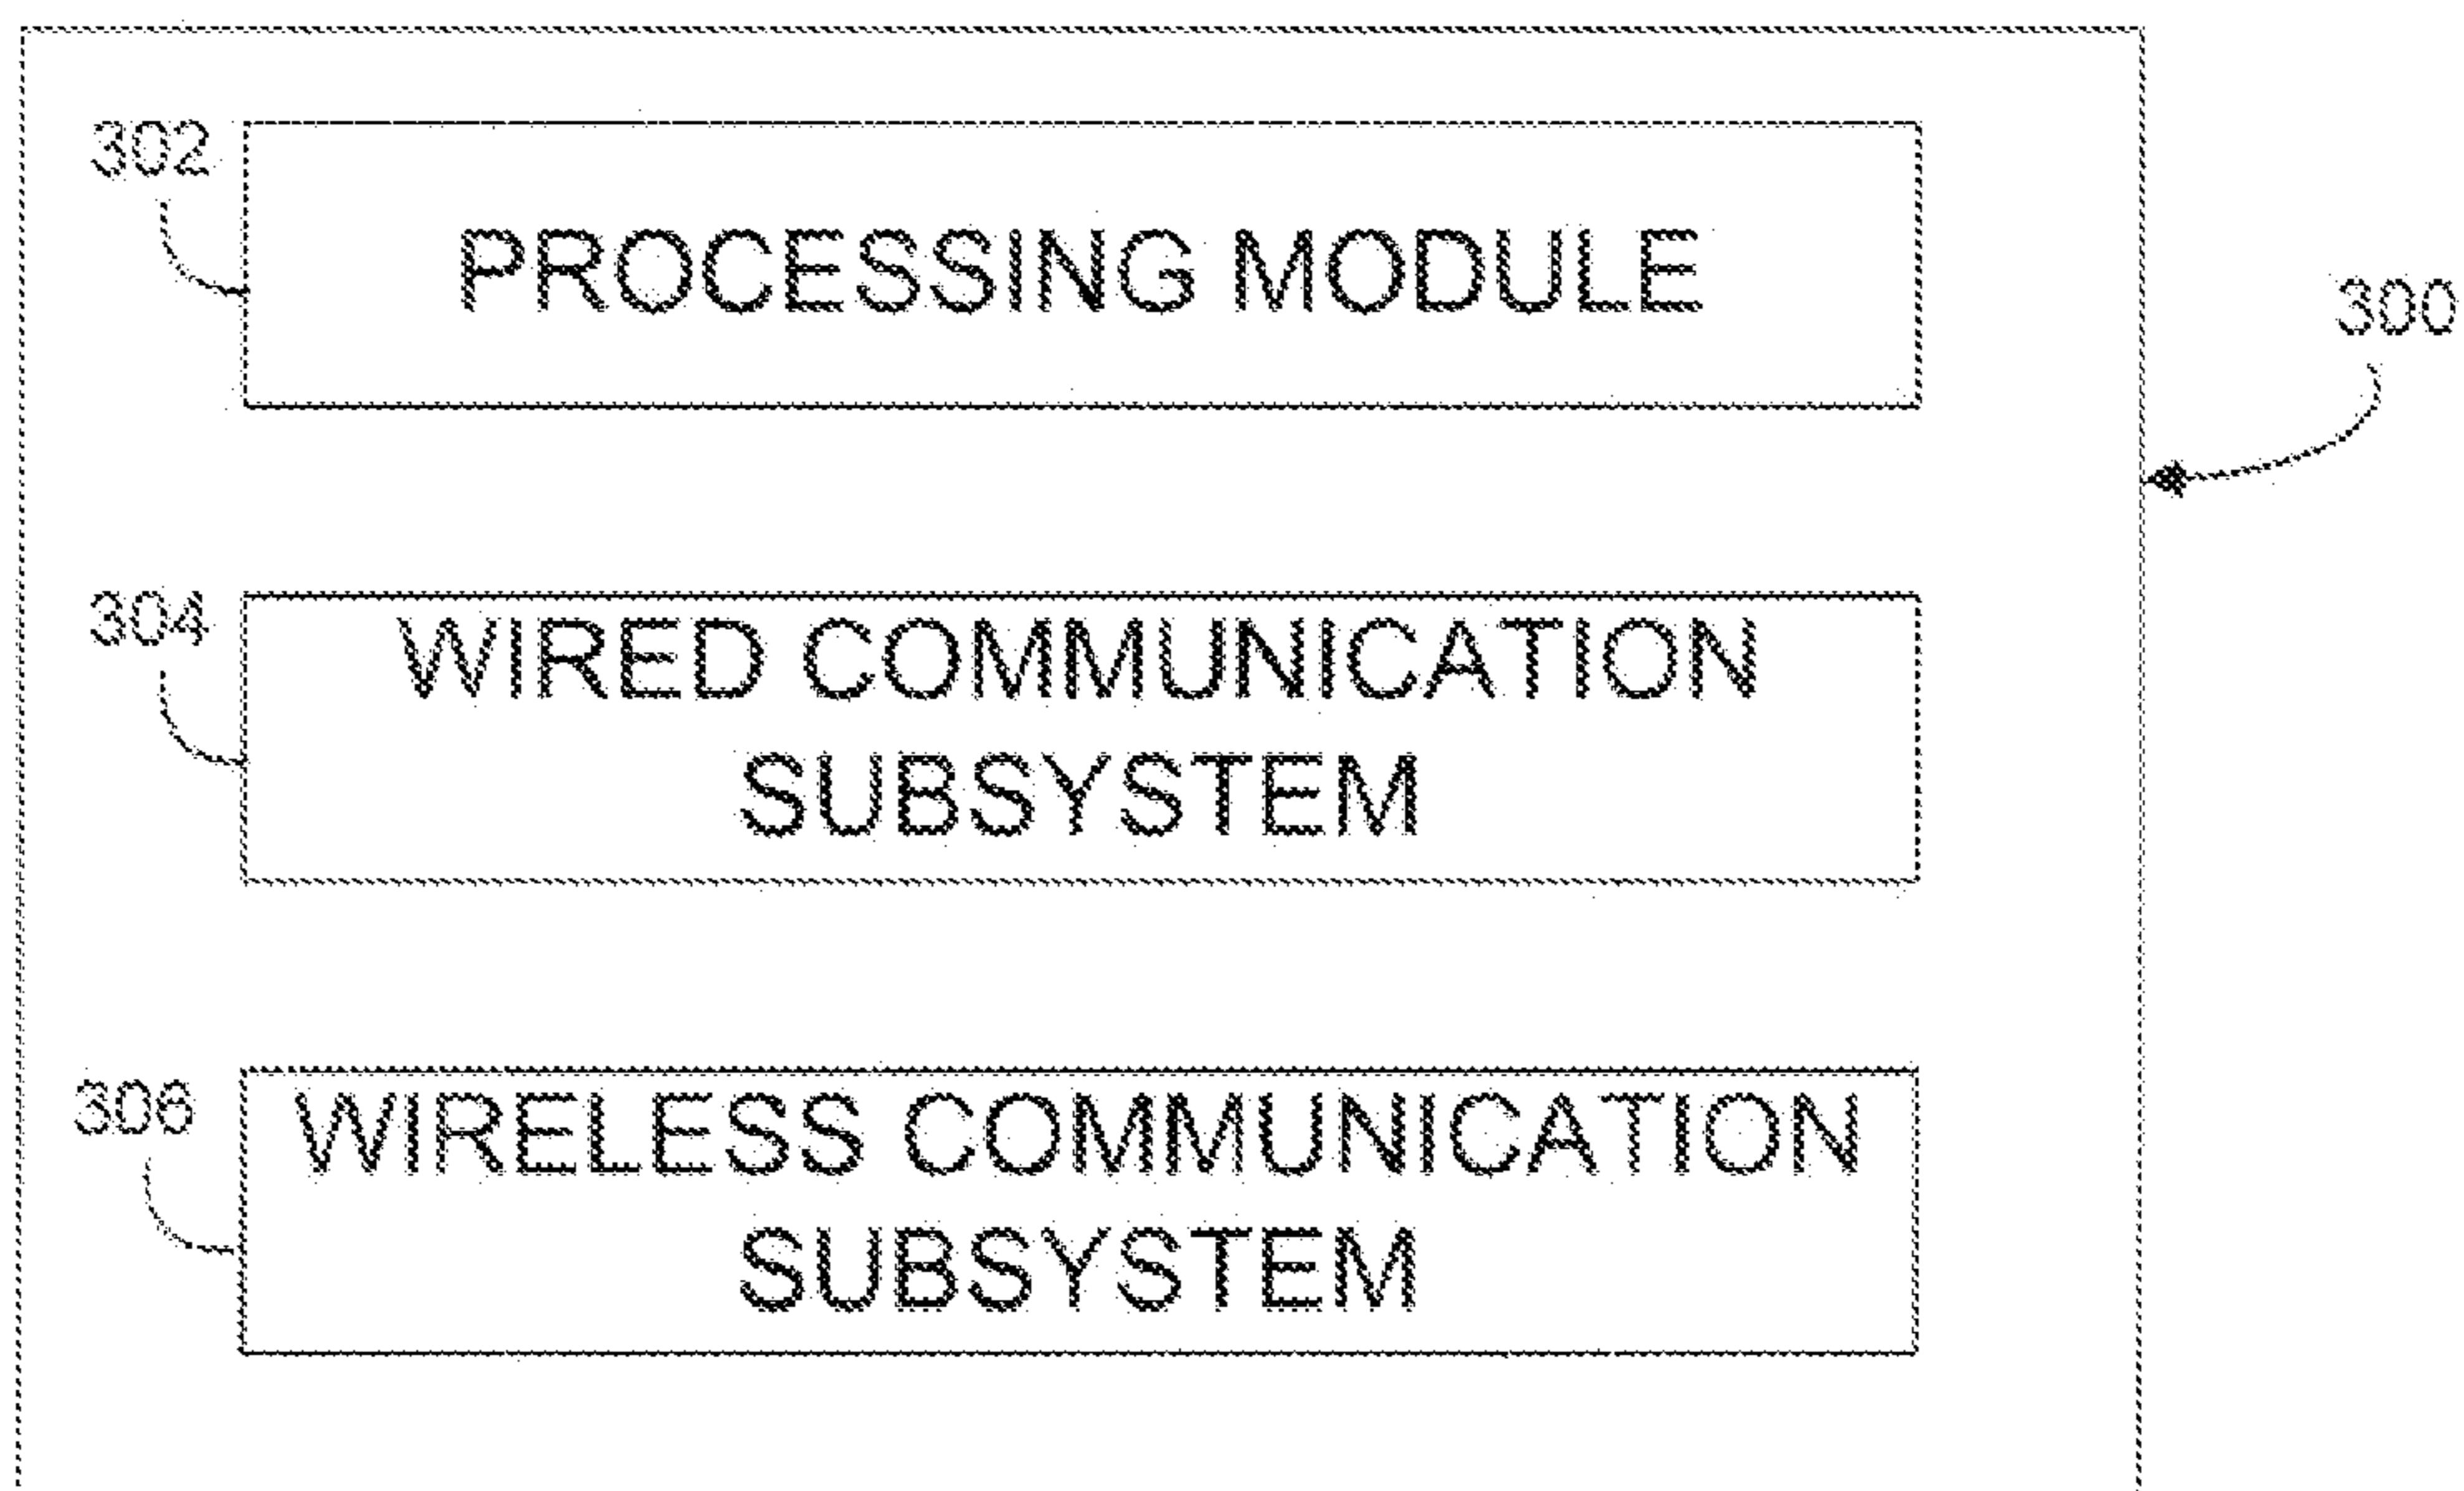 302
PROCESSING MODULE
300
304
WIRED COMMUNICATION
SUBSYSTEM
306
WIRELESS COMMUNICATION
SUBSYSTEM